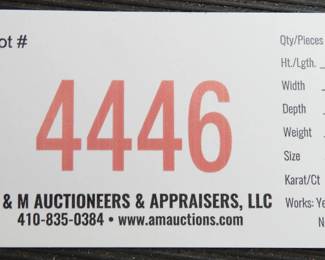 ot #
4446
& M AUCTIONEERS & APPRAISERS, LLC
410-835-0384 • www.amauctions.com
Qty/Pieces
Ht./Lgth.
Width
Depth
Weight
Size
Karat/Ct
Works: Ye
N